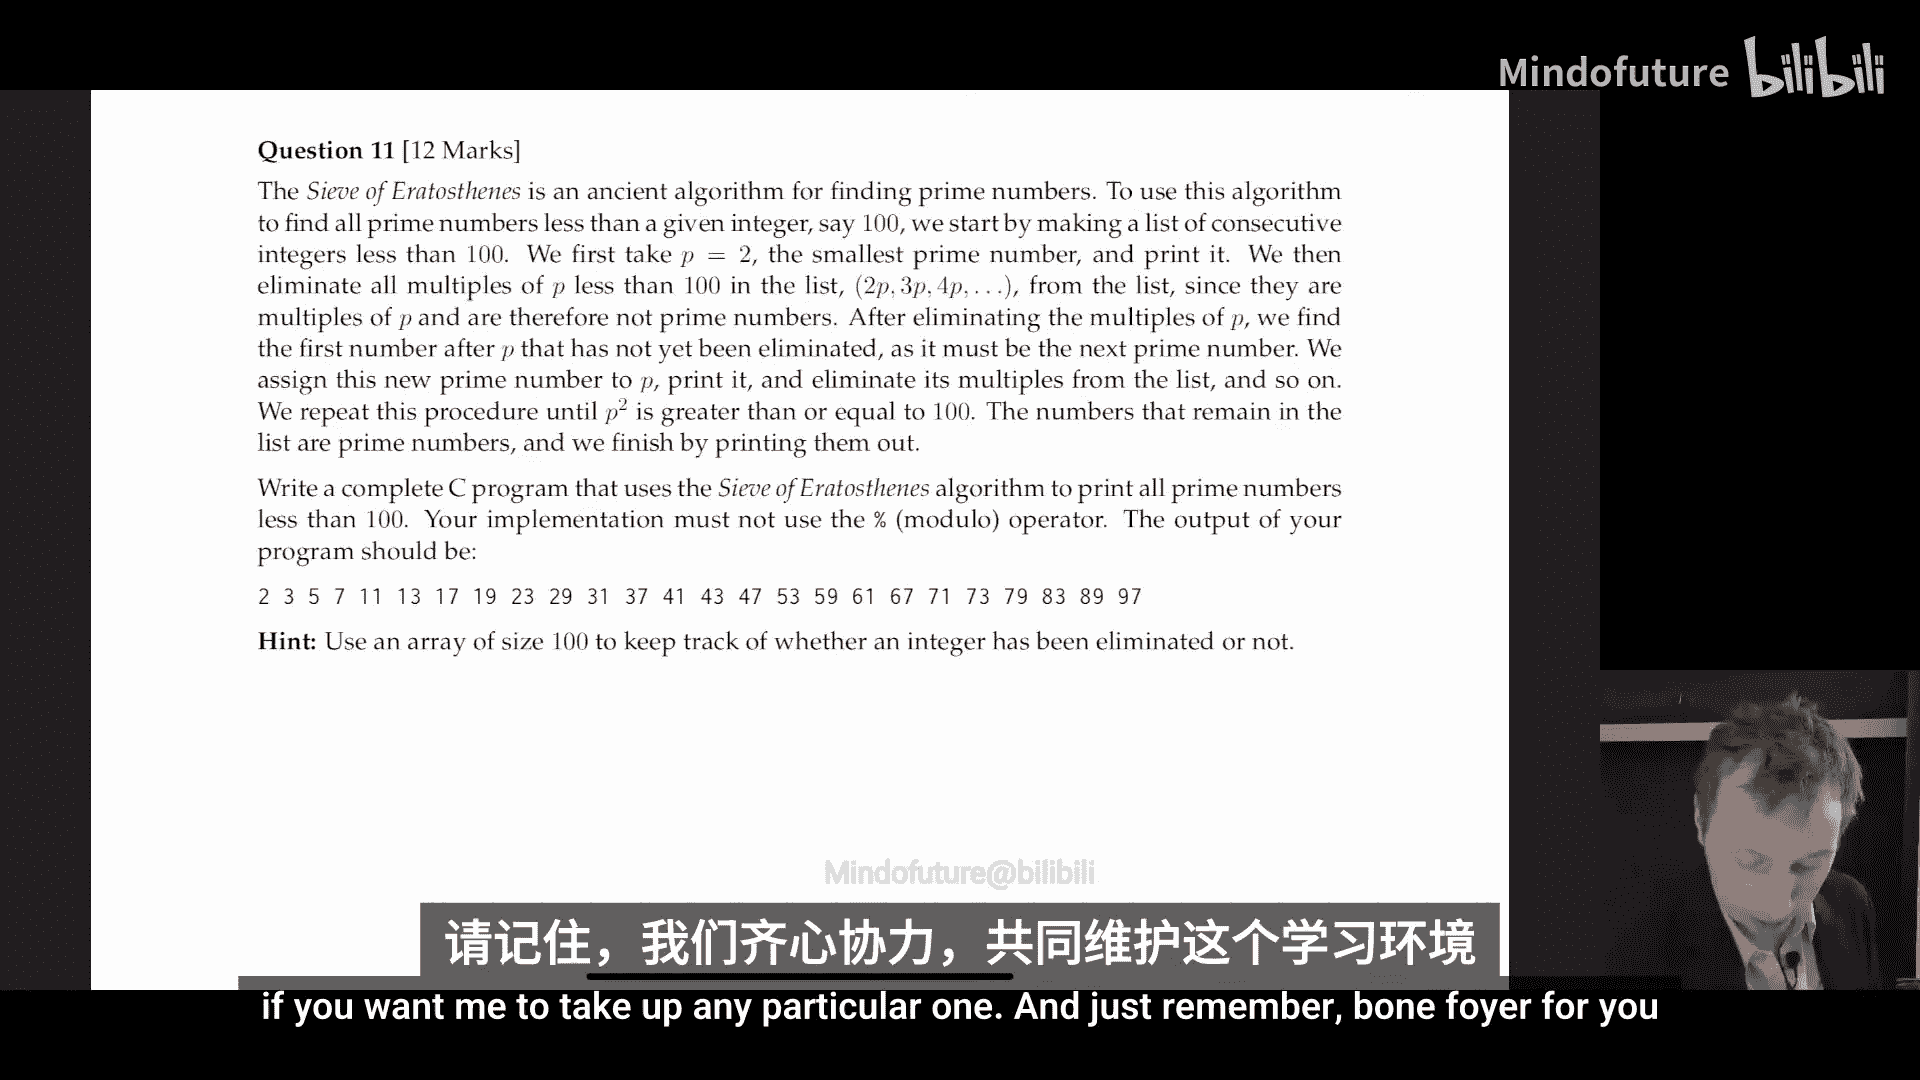 Mindofuture bilibili
Question 11 [12 Marks]
The Sieve of Eratosthenes is an ancient algorithm for finding prime numbers. To use this algorithm
to find all prime numbers less than a given integer, say 100, we start by making a list of consecutive
integers less than 100. We first take p = 2, the smallest prime number, and print it. We then
eliminate all multiples of p less than 100 in the list, (2p, 3p, 4p, . . .), from the list, since they are
multiples of p and are therefore not prime numbers. After eliminating the multiples of p, we find
the first number after p that has not yet been eliminated, as it must be the next prime number. We
assign this new prime number to p, print it, and eliminate its multiples from the list, and so on.
We repeat this procedure until p² is greater than or equal to 100. The numbers that remain in the
list are prime numbers, and we finish by printing them out.
Write a complete C program that uses the Sieve of Eratosthenes algorithm to print all prime numbers
less than 100. Your implementation must not use the % (modulo) operator. The output of your
program should be:
2 3 5 7 11 13 17 19 23 29 31 37 41 43 47 53 59 61 67 71 73 79 83 89 97
Hint: Use an array of size 100 to keep track of whether an integer has been eliminated or not.
Mindofuture@bilibili
请记住，我们齐心协力，共同维护这个学习环境
if you want me to take up any particular one. And just remember, bone foyer for you